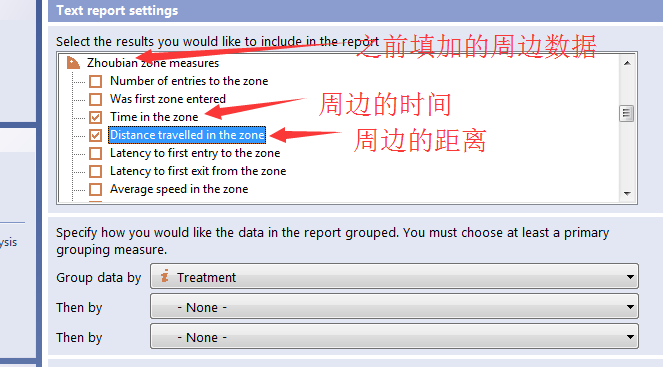 Text report settings
Select the results you would like to include in the report
之前填加的周边数据
Zhoubian zone measures
Number of entries to the zone
Was first zone entered
周边的时间
Time in the zone
Distance travelled in the zone
周边的距离
Latency to first entry to the zone
Latency to first exit from the zone
Average speed in the zone
Specify how you would like the data in the report grouped. You must choose at least a primary
grouping measure.
ysis
Group data by Treatment
Then by - None -
Then by - None -